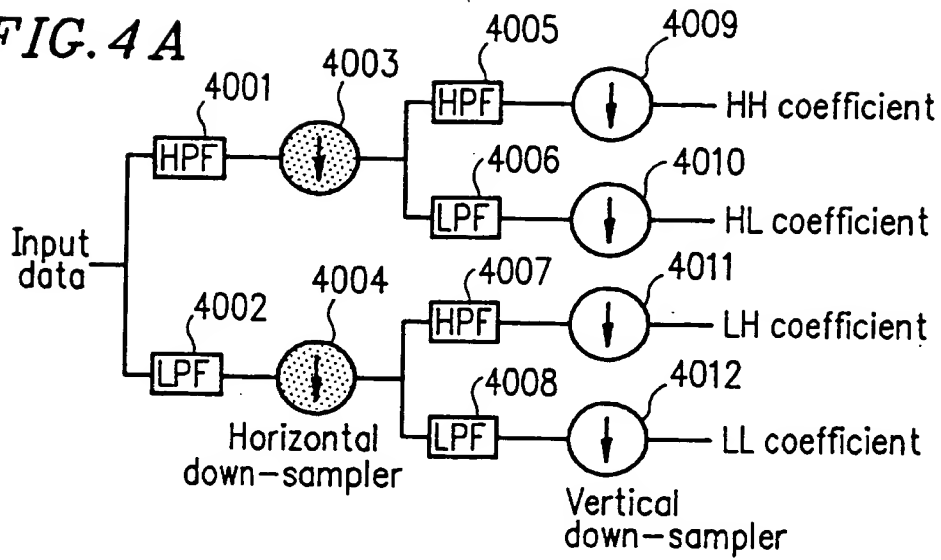 FIG. 4 A
4001
4003
4005
4009
HPF
HPF
HH coefficient
4006
4010
LPF
HL coefficient
Input
data
4002
4004
4007
4011
HPF
LH coefficient
LPF
4008
4012
LPF
LL coefficient
Horizontal
down-sampler
Vertical
down-sampler